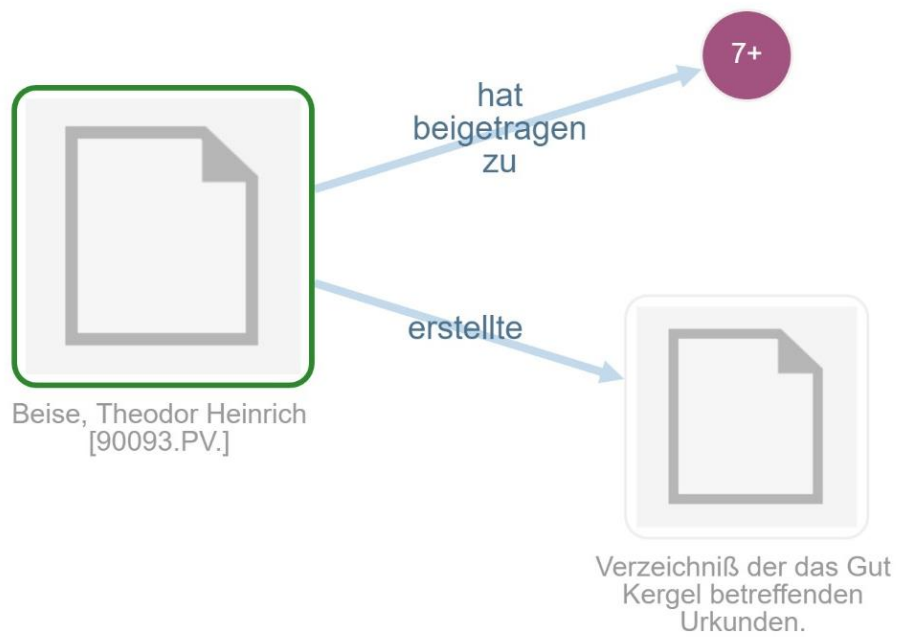 7+
hat
beigetragen
zu
erstellte
Beise, Theodor Heinrich
[90093.PV.]
Verzeichniß der das Gut
Kergel betreffenden
Urkunden.